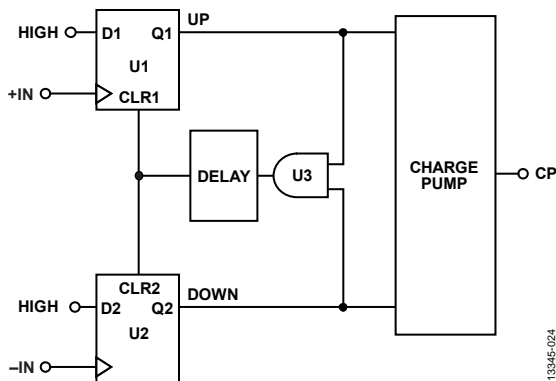 HIGH D1 Q1 UP
U1
+IN CLR1
DELAY U3 CHARGE
PUMP CP
CLR2 DOWN
HIGH D2 Q2
U2
–IN
13345-024